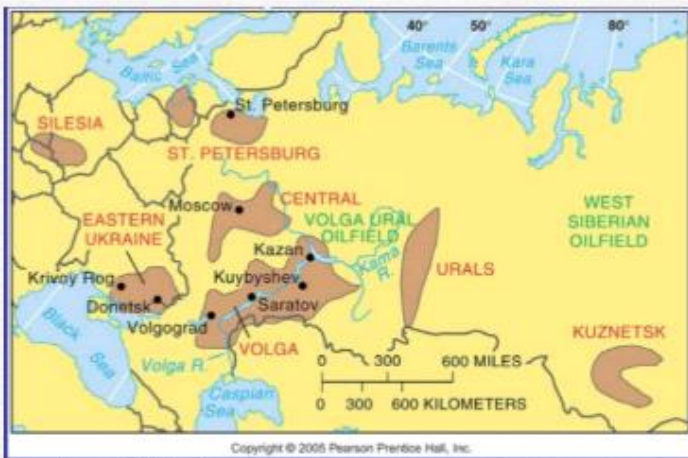 40° 50° 80°
Barents
Sea
Kara
Sea
Baltic Sea
St. Petersburg
SILESIA
ST. PETERSBURG
CENTRAL
Moscow
VOLGA URAL
OILFIELD
WEST
SIBERIAN
OILFIELD
EASTERN
UKRAINE
Kazan
Kama
R.
URALS
Krivoy Rog
Kuybyshev
Donetsk
Saratov
Volgograd
Black
Sea
VOLGA
Volga R.
KUZNETSK
0 300 600 MILES
0 300 600 KILOMETERS
Caspian
Sea
Copyright © 2005 Pearson Prentice Hall, Inc.